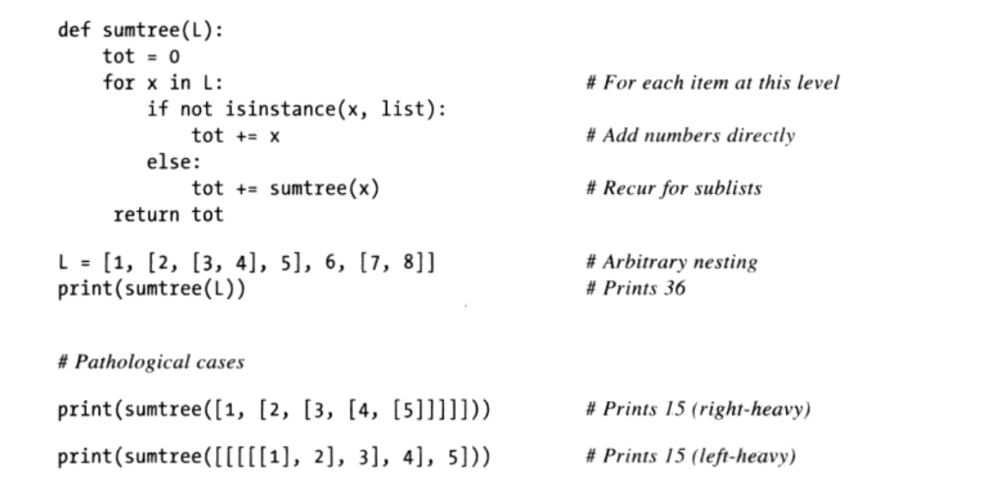 def sumtree(L):
    tot = 0
    for x in L:                                 # For each item at this level
        if not isinstance(x, list):
            tot += x                            # Add numbers directly
        else:
            tot += sumtree(x)                   # Recur for sublists
     return tot
L = [1, [2, [3, 4], 5], 6, [7, 8]]              # Arbitrary nesting
print(sumtree(L))                               # Prints 36
# Pathological cases
print(sumtree([1, [2, [3, [4, [5]]]]]))         # Prints 15 (right-heavy)
print(sumtree([[[[[1], 2], 3], 4], 5]))         # Prints 15 (left-heavy)